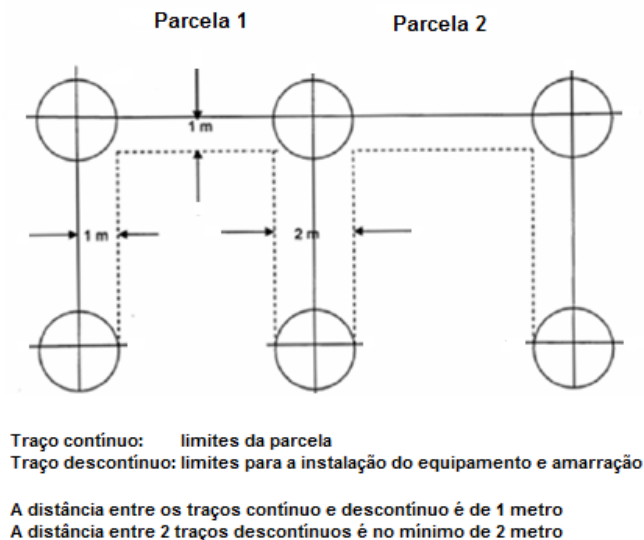 Parcela 1
Parcela 2
1 m
1 m
2 m
Traço contínuo: limites da parcela
Traço descontínuo: limites para a instalação do equipamento e amarração
A distância entre os traços contínuo e descontínuo é de 1 metro
A distância entre 2 traços descontínuos é no mínimo de 2 metro